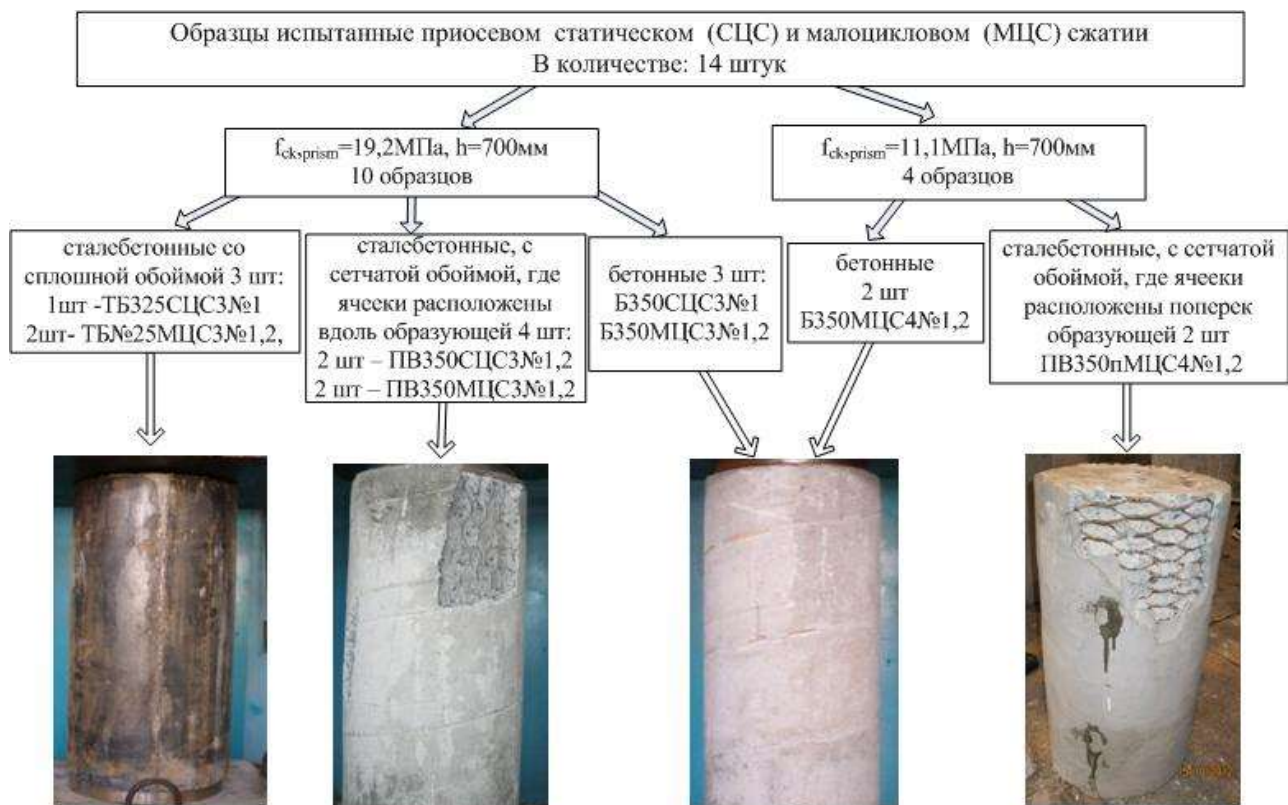 Образцы испытанные приосевом статическом (СЦС) и малоцикловом (МЦС) сжатии
В количестве: 14 штук
fck,prism=19,2МПа, h=700мм
10 образцов
fck,prism=11,1МПа, h=700мм
4 образцов
сталебетонные со
сплошной обоймой 3 шт:
1шт -ТБ325СЦС3№1
2шт- ТБ№25МЦС3№1,2,
сталебетонные, с
сетчатой обоймой, где
ячееки расположены
вдоль образующей 4 шт:
2 шт – ПВ350СЦС3№1,2
2 шт – ПВ350МЦС3№1,2
бетонные 3 шт:
Б350СЦС3№1
Б350МЦС3№1,2
бетонные
2 шт
Б350МЦС4№1,2
сталебетонные, с сетчатой
обоймой, где ячееки
расположены поперек
образующей 2 шт
ПВ350пМЦС4№1,2